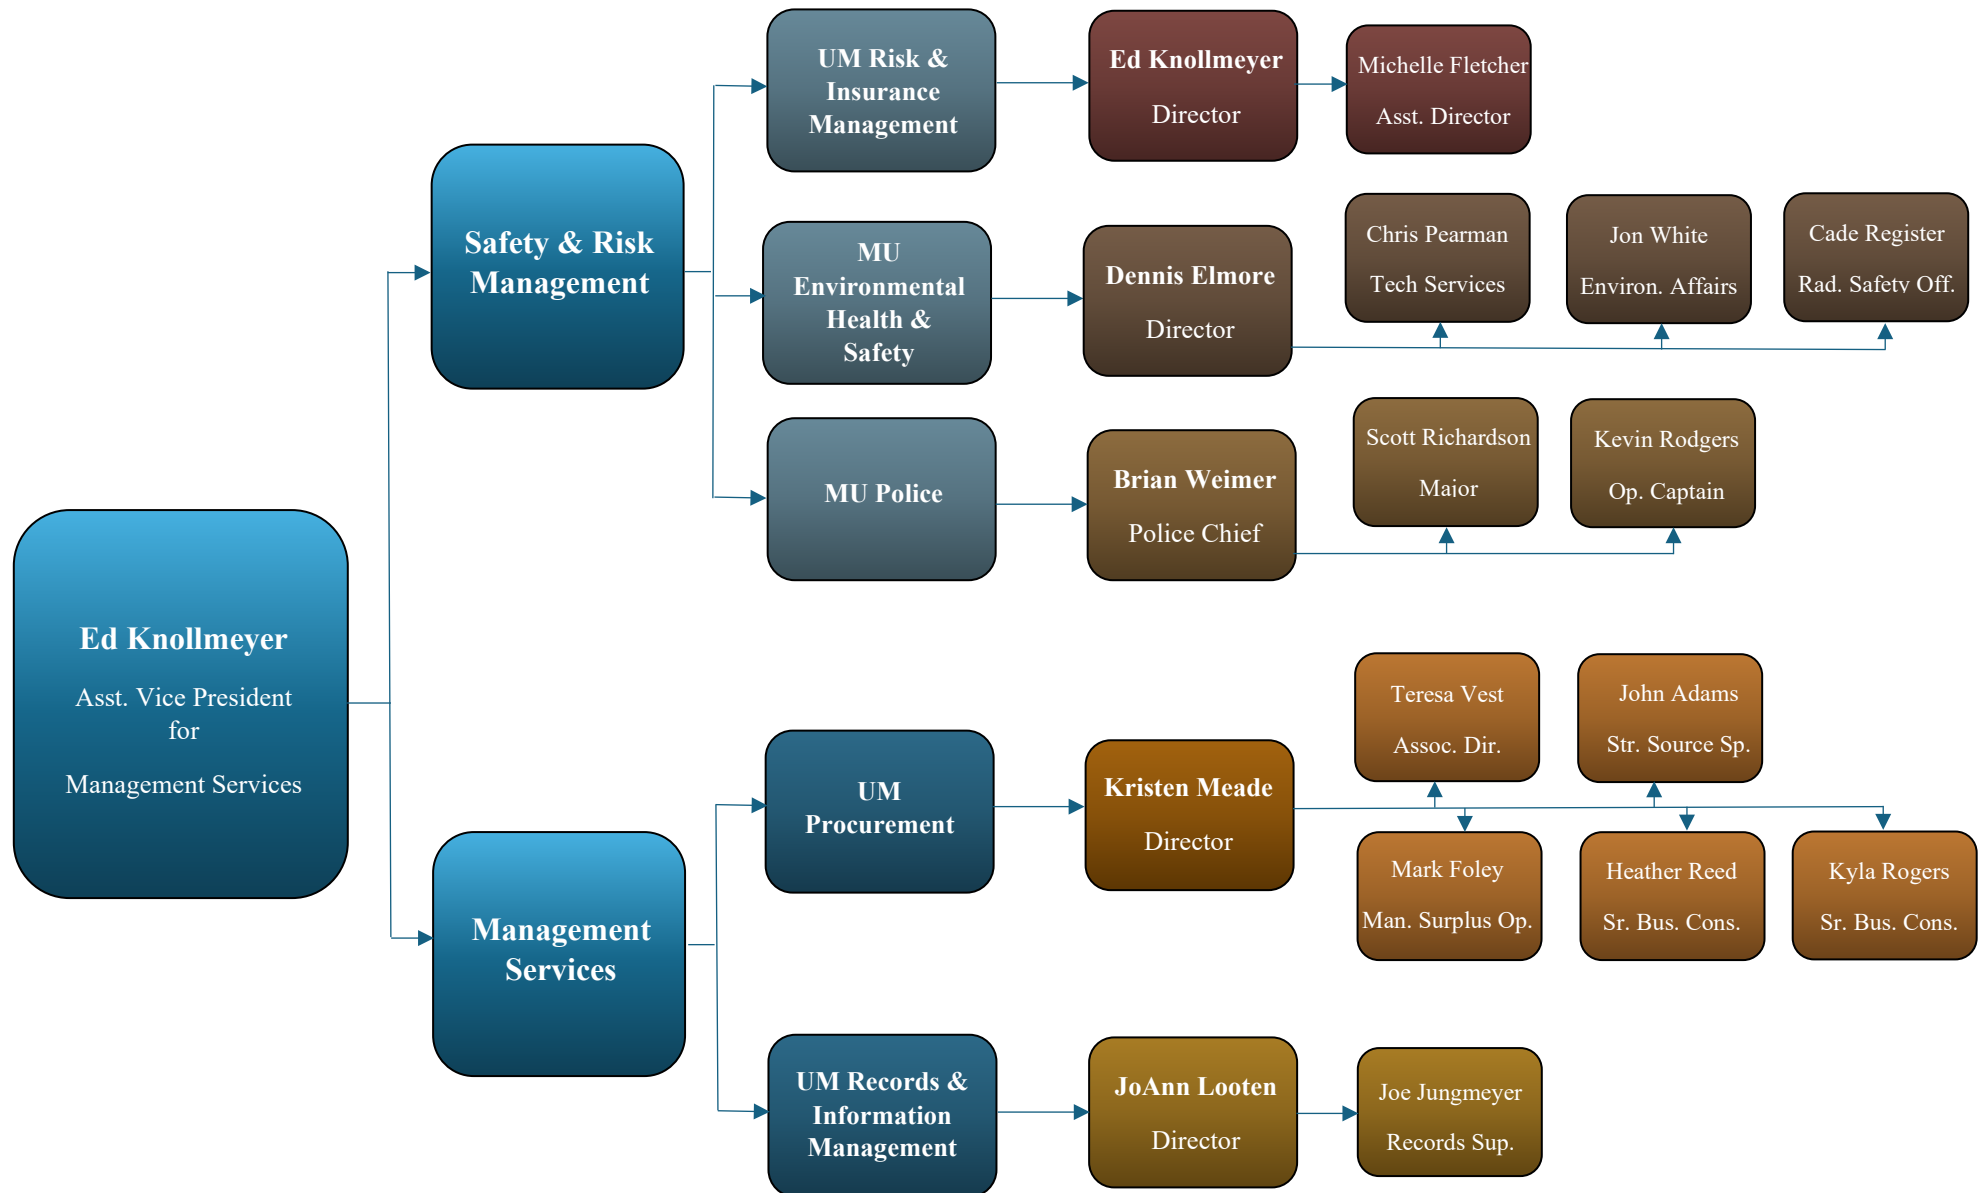 Ed Knollmeyer
Asst. Vice President
for
Management Services
Safety & Risk
Management
UM Risk &
Insurance
Management
Ed Knollmeyer
Director
Michelle Fletcher
Asst. Director
MU
Environmental
Health &
Safety
Dennis Elmore
Director
Chris Pearman
Tech Services
Jon White
Environ. Affairs
Cade Register
Rad. Safety Off.
MU Police
Brian Weimer
Police Chief
Scott Richardson
Major
Kevin Rodgers
Op. Captain
Management
Services
UM
Procurement
Kristen Meade
Director
Teresa Vest
Assoc. Dir.
John Adams
Str. Source Sp.
Mark Foley
Man. Surplus Op.
Heather Reed
Sr. Bus. Cons.
Kyla Rogers
Sr. Bus. Cons.
UM Records &
Information
Management
JoAnn Looten
Director
Joe Jungmeyer
Records Sup.